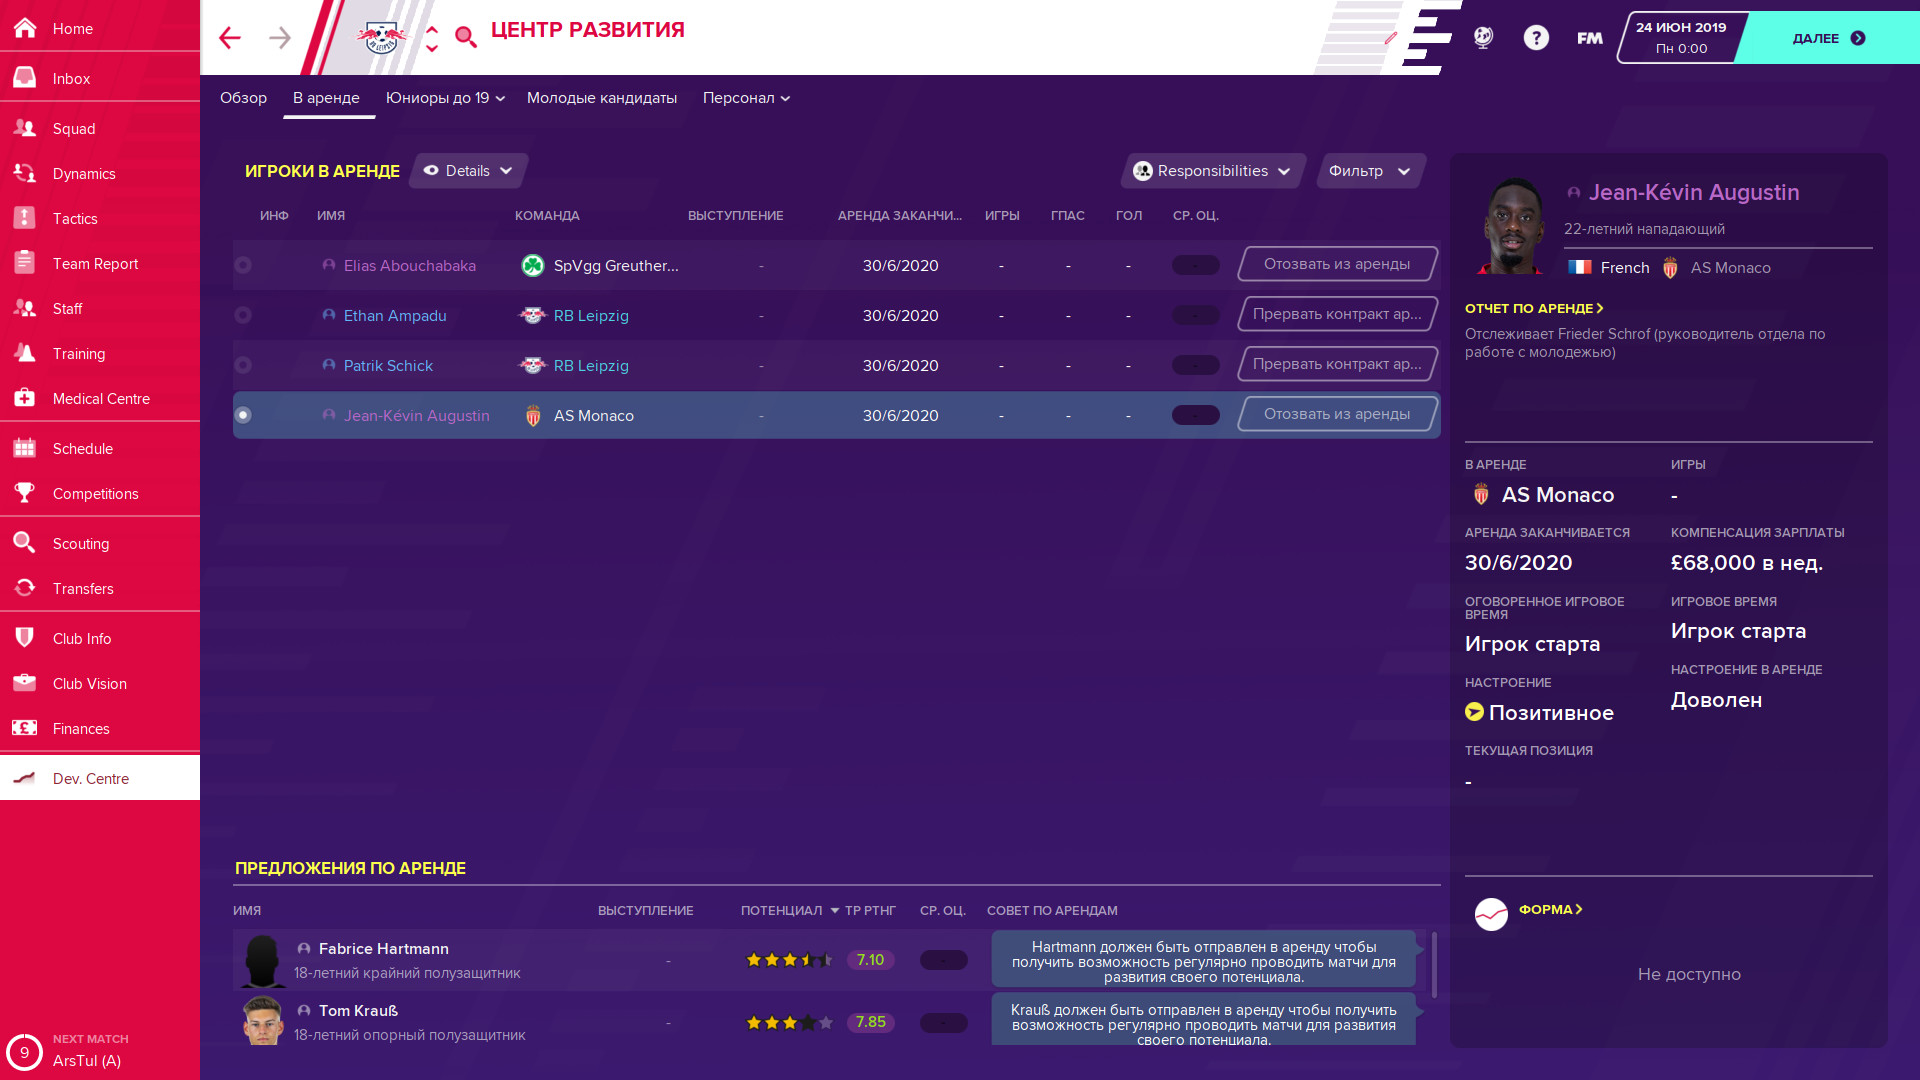 Home
Inbox
Squad
Dynamics
Tactics
Team Report
Staff
Training
Medical Centre
Schedule
Competitions
Scouting
Transfers
Club Info
Club Vision
Finances
Dev. Centre
9
NEXT MATCH
ArsTul (A)
ЦЕНТР РАЗВИТИЯ
?
FM
24 ИЮН 2019
Пн 0:00
ДАЛЕЕ
Обзор В аренде Юниоры до 19 Молодые кандидаты Персонал
ИГРОКИ В АРЕНДЕ Details Responsibilities Фильтр
ИНФ ИМЯ КОМАНДА ВЫСТУПЛЕНИЕ АРЕНДА ЗАКАНЧИ... ИГРЫ ГПАС ГОЛ СР. ОЦ.
Elias Abouchabaka SpVgg Greuther... - 30/6/2020 - - - - Отозвать из аренды
Ethan Ampadu RB Leipzig - 30/6/2020 - - - - Прервать контракт ар...
Patrik Schick RB Leipzig - 30/6/2020 - - - - Прервать контракт ар...
Jean-Kévin Augustin AS Monaco - 30/6/2020 - - - - Отозвать из аренды
ПРЕДЛОЖЕНИЯ ПО АРЕНДЕ
ИМЯ ВЫСТУПЛЕНИЕ ПОТЕНЦИАЛ ТР РТНГ СР. ОЦ. СОВЕТ ПО АРЕНДАМ
Fabrice Hartmann
18-летний крайний полузащитник
- 7.10 -
Hartmann должен быть отправлен в аренду чтобы
получить возможность регулярно проводить матчи для
развития своего потенциала.
Tom Krauß
18-летний опорный полузащитник
- 7.85 -
Krauß должен быть отправлен в аренду чтобы получить
возможность регулярно проводить матчи для развития
своего потенциала.
Jean-Kévin Augustin
22-летний нападающий
French AS Monaco
ОТЧЕТ ПО АРЕНДЕ
Отслеживает Frieder Schrof (руководитель отдела по
работе с молодежью)
В АРЕНДЕ
AS Monaco
ИГРЫ
-
АРЕНДА ЗАКАНЧИВАЕТСЯ
30/6/2020
КОМПЕНСАЦИЯ ЗАРПЛАТЫ
£68,000 в нед.
ОГОВОРЕННОЕ ИГРОВОЕ
ВРЕМЯ
Игрок старта
ИГРОВОЕ ВРЕМЯ
Игрок старта
НАСТРОЕНИЕ
Позитивное
НАСТРОЕНИЕ В АРЕНДЕ
Доволен
ТЕКУЩАЯ ПОЗИЦИЯ
-
ФОРМА
Не доступно